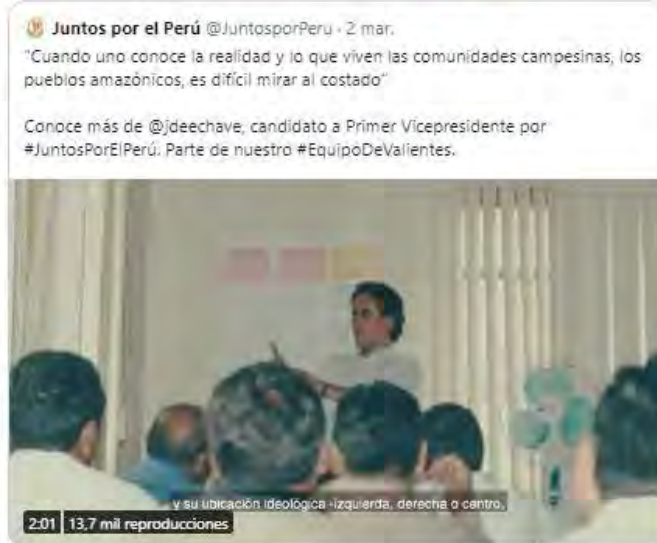 Juntos por el Perú @JuntosporPeru · 2 mar.
"Cuando uno conoce la realidad y lo que viven las comunidades campesinas, los
pueblos amazónicos, es difícil mirar al costado"
Conoce más de @jdeechave, candidato a Primer Vicepresidente por
#JuntosPorElPerú. Parte de nuestro #EquipoDeValientes.
y su ubicación ideológica -izquierda, derecha o centro,
2:01 13,7 mil reproducciones